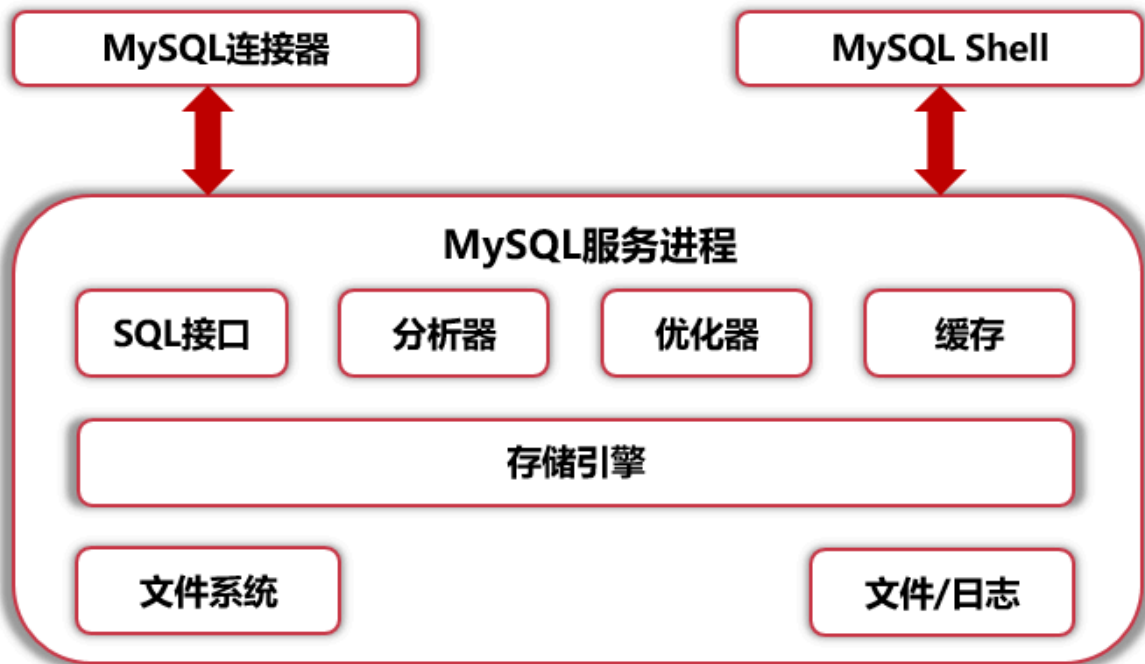 MySQL连接器
MySQL Shell
MySQL服务进程
SQL接口
分析器
优化器
缓存
存储引擎
文件系统
文件/日志